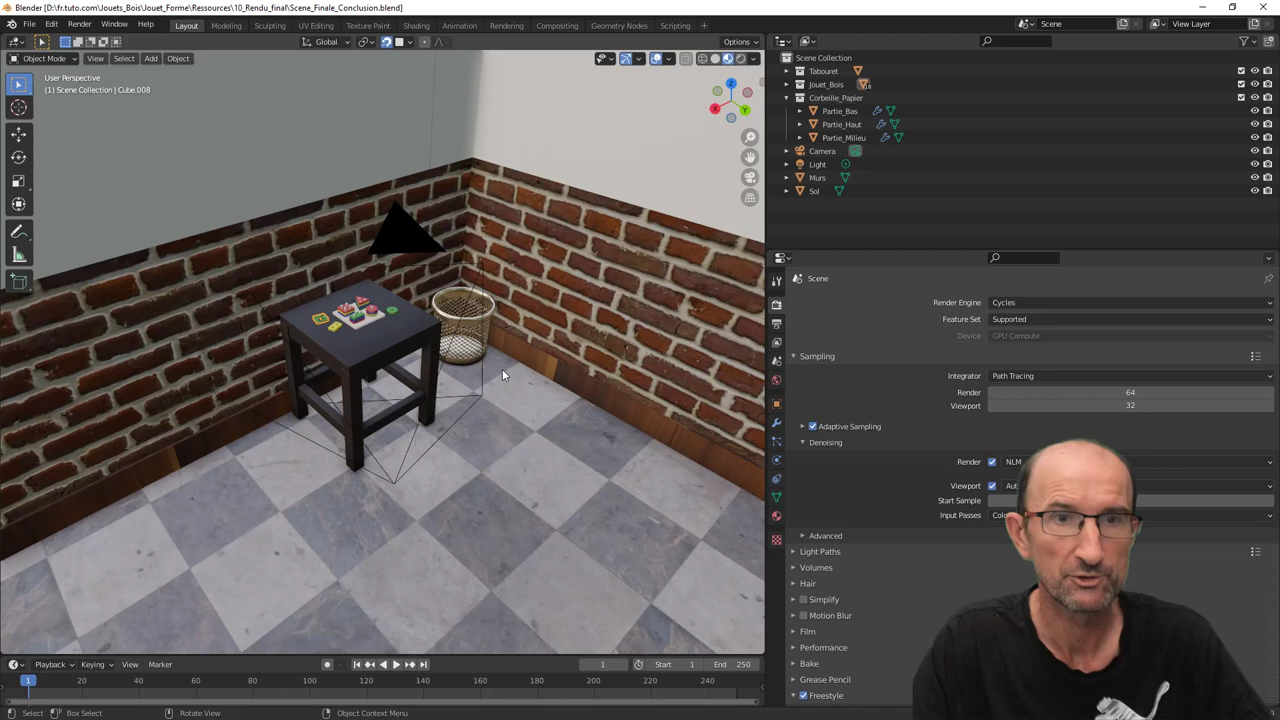 Blender [D:\fr.tuto.com\Jouets_Bois\Jouet_Forme\Ressources\10_Rendu_final\Scene_Finale_Conclusion.blend]
File Edit Render Window Help Layout Modeling Sculpting UV Editing Texture Paint Shading Animation Rendering Compositing Scripting Scene View Layer
Global Options
Object Mode View Select Add Object
User Perspective
(1) Scene Collection | Cube.008
X Y Z
Scene Collection
Tabouret
Jouet_Bois 18
Corbeille_Papier
Partie_Bas
Partie_Haut
Partie_Milieu
Camera
Light
Murs
Sol
Scene
Render Engine Cycles
Feature Set Supported
Device GPU Compute
Sampling
Integrator Path Tracing
Render 64
Viewport 32
Adaptive Sampling
Denoising
Render NLM
Viewport
Start Sample
Input Passes
Advanced
Light Paths
Volumes
Hair
Simplify
Motion Blur
Film
Performance
Bake
Grease Pencil
Freestyle
Playback Keying View Marker 1 Start 1 End 250
1 20 40 60 80 100 120 140 160 180 200 220 240
Select Box Select Rotate View Object Context Menu